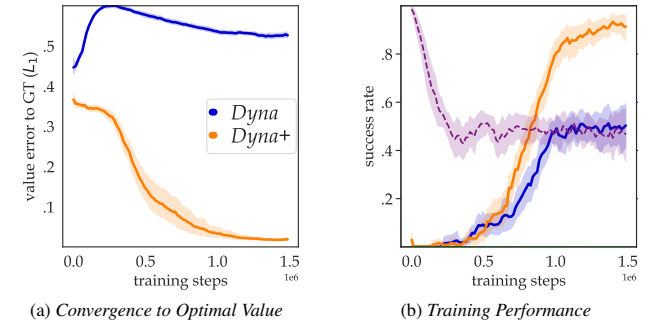 (a)
(b)
value error to GT (L₁)
.5
.4
.3
.2
.1
Dyna
Dyna+
0.0 0.5 1.0 1.5
1e6
training steps
success rate
.8
.6
.4
.2
0.0 0.5 1.0 1.5
1e6
training steps
(a) Convergence to Optimal Value
(b) Training Performance